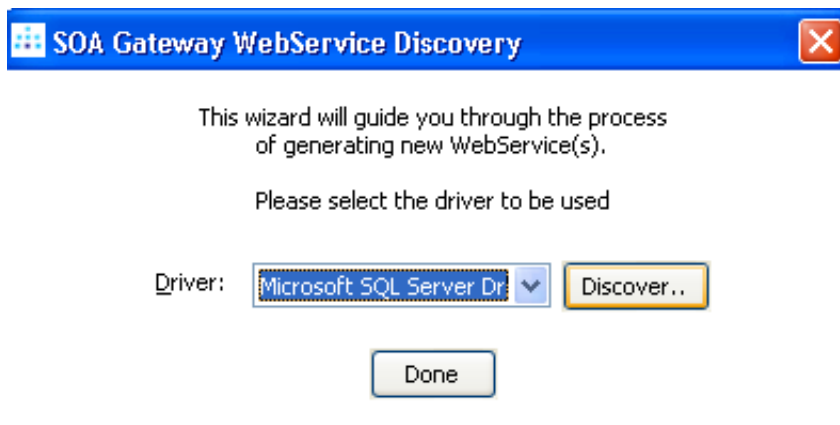 SOA Gateway WebService Discovery
This wizard will guide you through the process
of generating new WebService(s).
Please select the driver to be used
Driver: Microsoft SQL Server Dr Discover..
Done